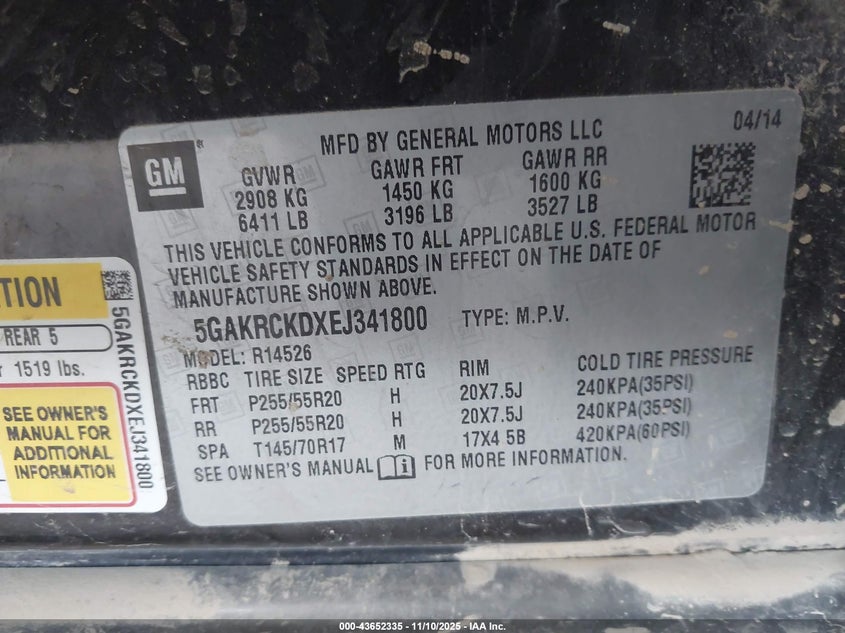 GM
MFD BY GENERAL MOTORS LLC
04/14
GVWR GAWR FRT GAWR RR
2908 KG 1450 KG 1600 KG
6411 LB 3196 LB 3527 LB
THIS VEHICLE CONFORMS TO ALL APPLICABLE U.S. FEDERAL MOTOR
VEHICLE SAFETY STANDARDS IN EFFECT ON THE DATE OF
MANUFACTURE SHOWN ABOVE.
5GAKRCKDXEJ341800 TYPE: M.P.V.
MODEL: R14526
RBBC TIRE SIZE SPEED RTG RIM COLD TIRE PRESSURE
FRT P255/55R20 H 20X7.5J 240KPA(35PSI)
RR P255/55R20 H 20X7.5J 240KPA(35PSI)
SPA T145/70R17 M 17X4 5B 420KPA(60PSI)
SEE OWNER'S MANUAL FOR MORE INFORMATION.
REAR 5
1519 lbs.
SEE OWNER'S
MANUAL FOR
ADDITIONAL
INFORMATION
5GAKRCKDXEJ341800
000-43652335 - 11/10/2025 - IAA Inc.